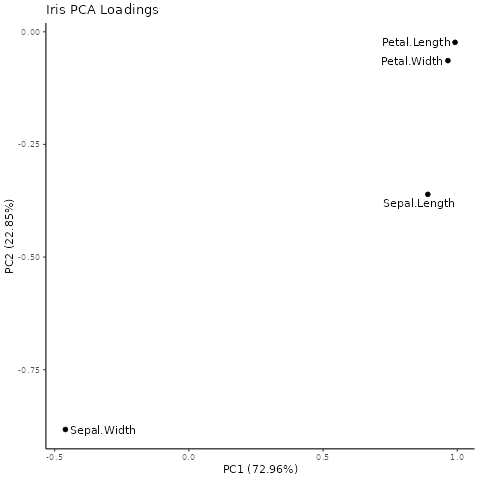 Iris PCA Loadings
0.00
Petal.Length
Petal.Width
-0.25
Sepal.Length
-0.50
PC2 (22.85%)
-0.75
Sepal.Width
-0.5
0.0
0.5
1.0
PC1 (72.96%)